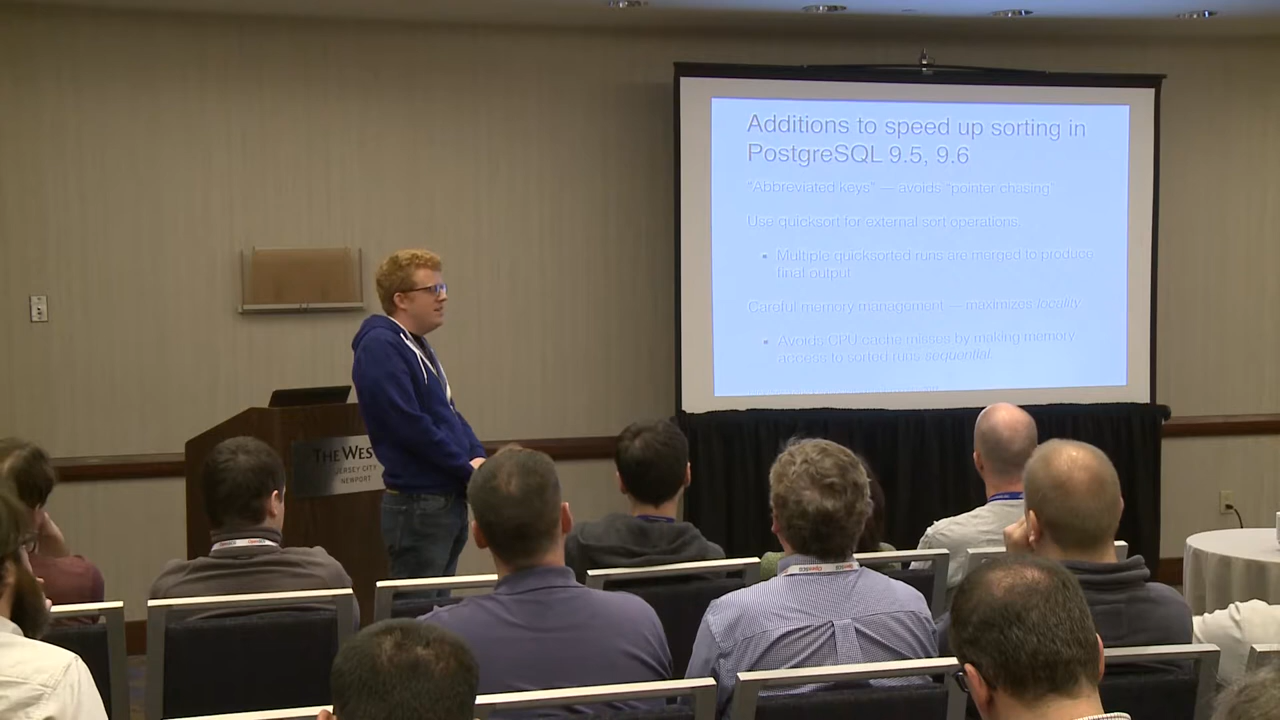 Additions to speed up sorting in
PostgreSQL 9.5, 9.6
"Abbreviated keys" — avoids "pointer chasing"
Use quicksort for external sort operations
▪ Multiple quicksorted runs are merged to produce
final output
Careful memory management — maximizes locality
▪ Avoids CPU cache misses by making memory
access to sorted runs sequential.
THE WES
JERSEY CITY
NEWPORT
OpenSCG